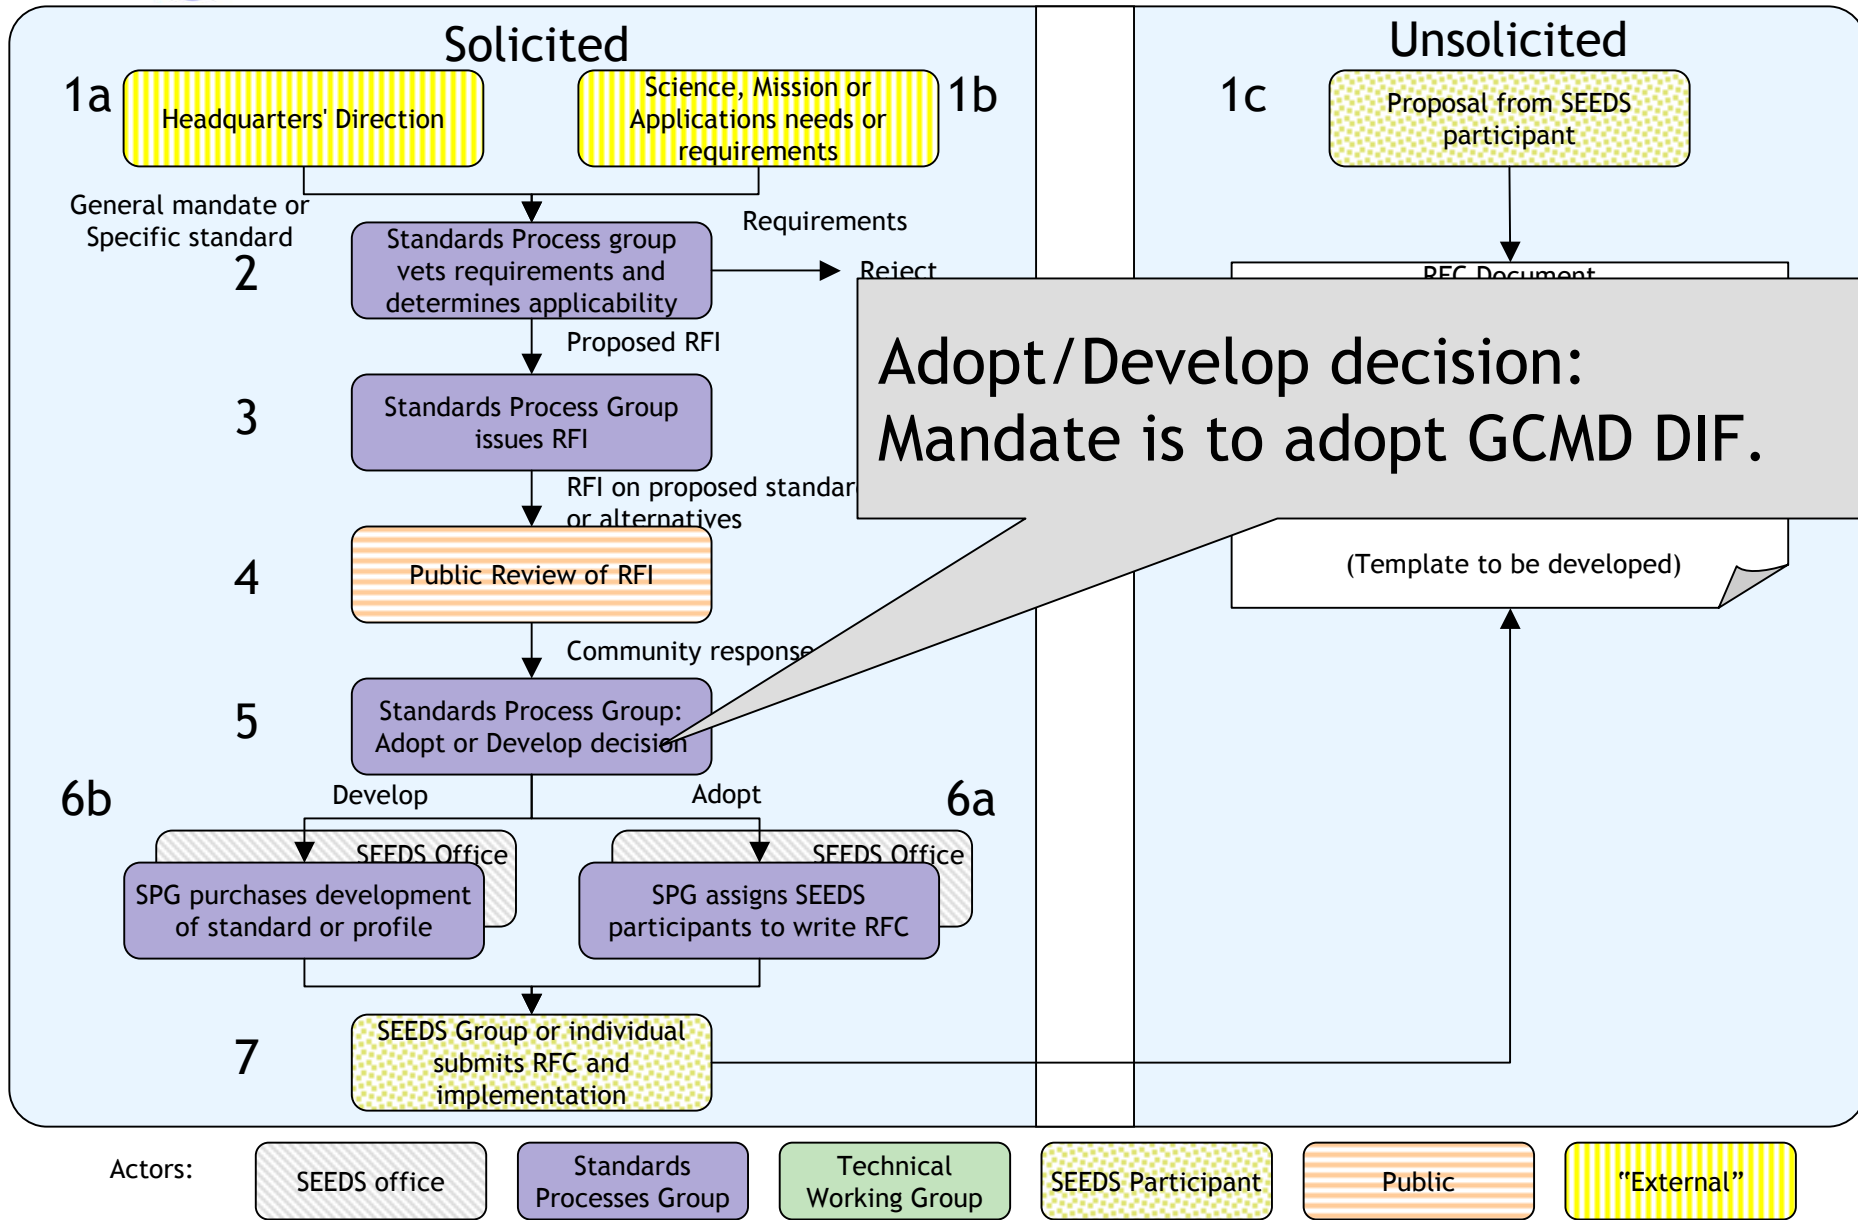 Solicited
Unsolicited
1a
Headquarters' Direction
Science, Mission or
Applications needs or
requirements
1b
1c
Proposal from SEEDS
participant
General mandate or
Specific standard
2
Standards Process group
vets requirements and
determines applicability
Requirements
Reject
RFC Document
Proposed RFI
Adopt/Develop decision:
Mandate is to adopt GCMD DIF.
3
Standards Process Group
issues RFI
RFI on proposed standar
or alternatives
(Template to be developed)
4
Public Review of RFI
Community response
5
Standards Process Group:
Adopt or Develop decision
6b
Develop
Adopt
6a
SEEDS Office
SPG purchases development
of standard or profile
SEEDS Office
SPG assigns SEEDS
participants to write RFC
7
SEEDS Group or individual
submits RFC and
implementation
Actors:
SEEDS office
Standards
Processes Group
Technical
Working Group
SEEDS Participant
Public
“External”